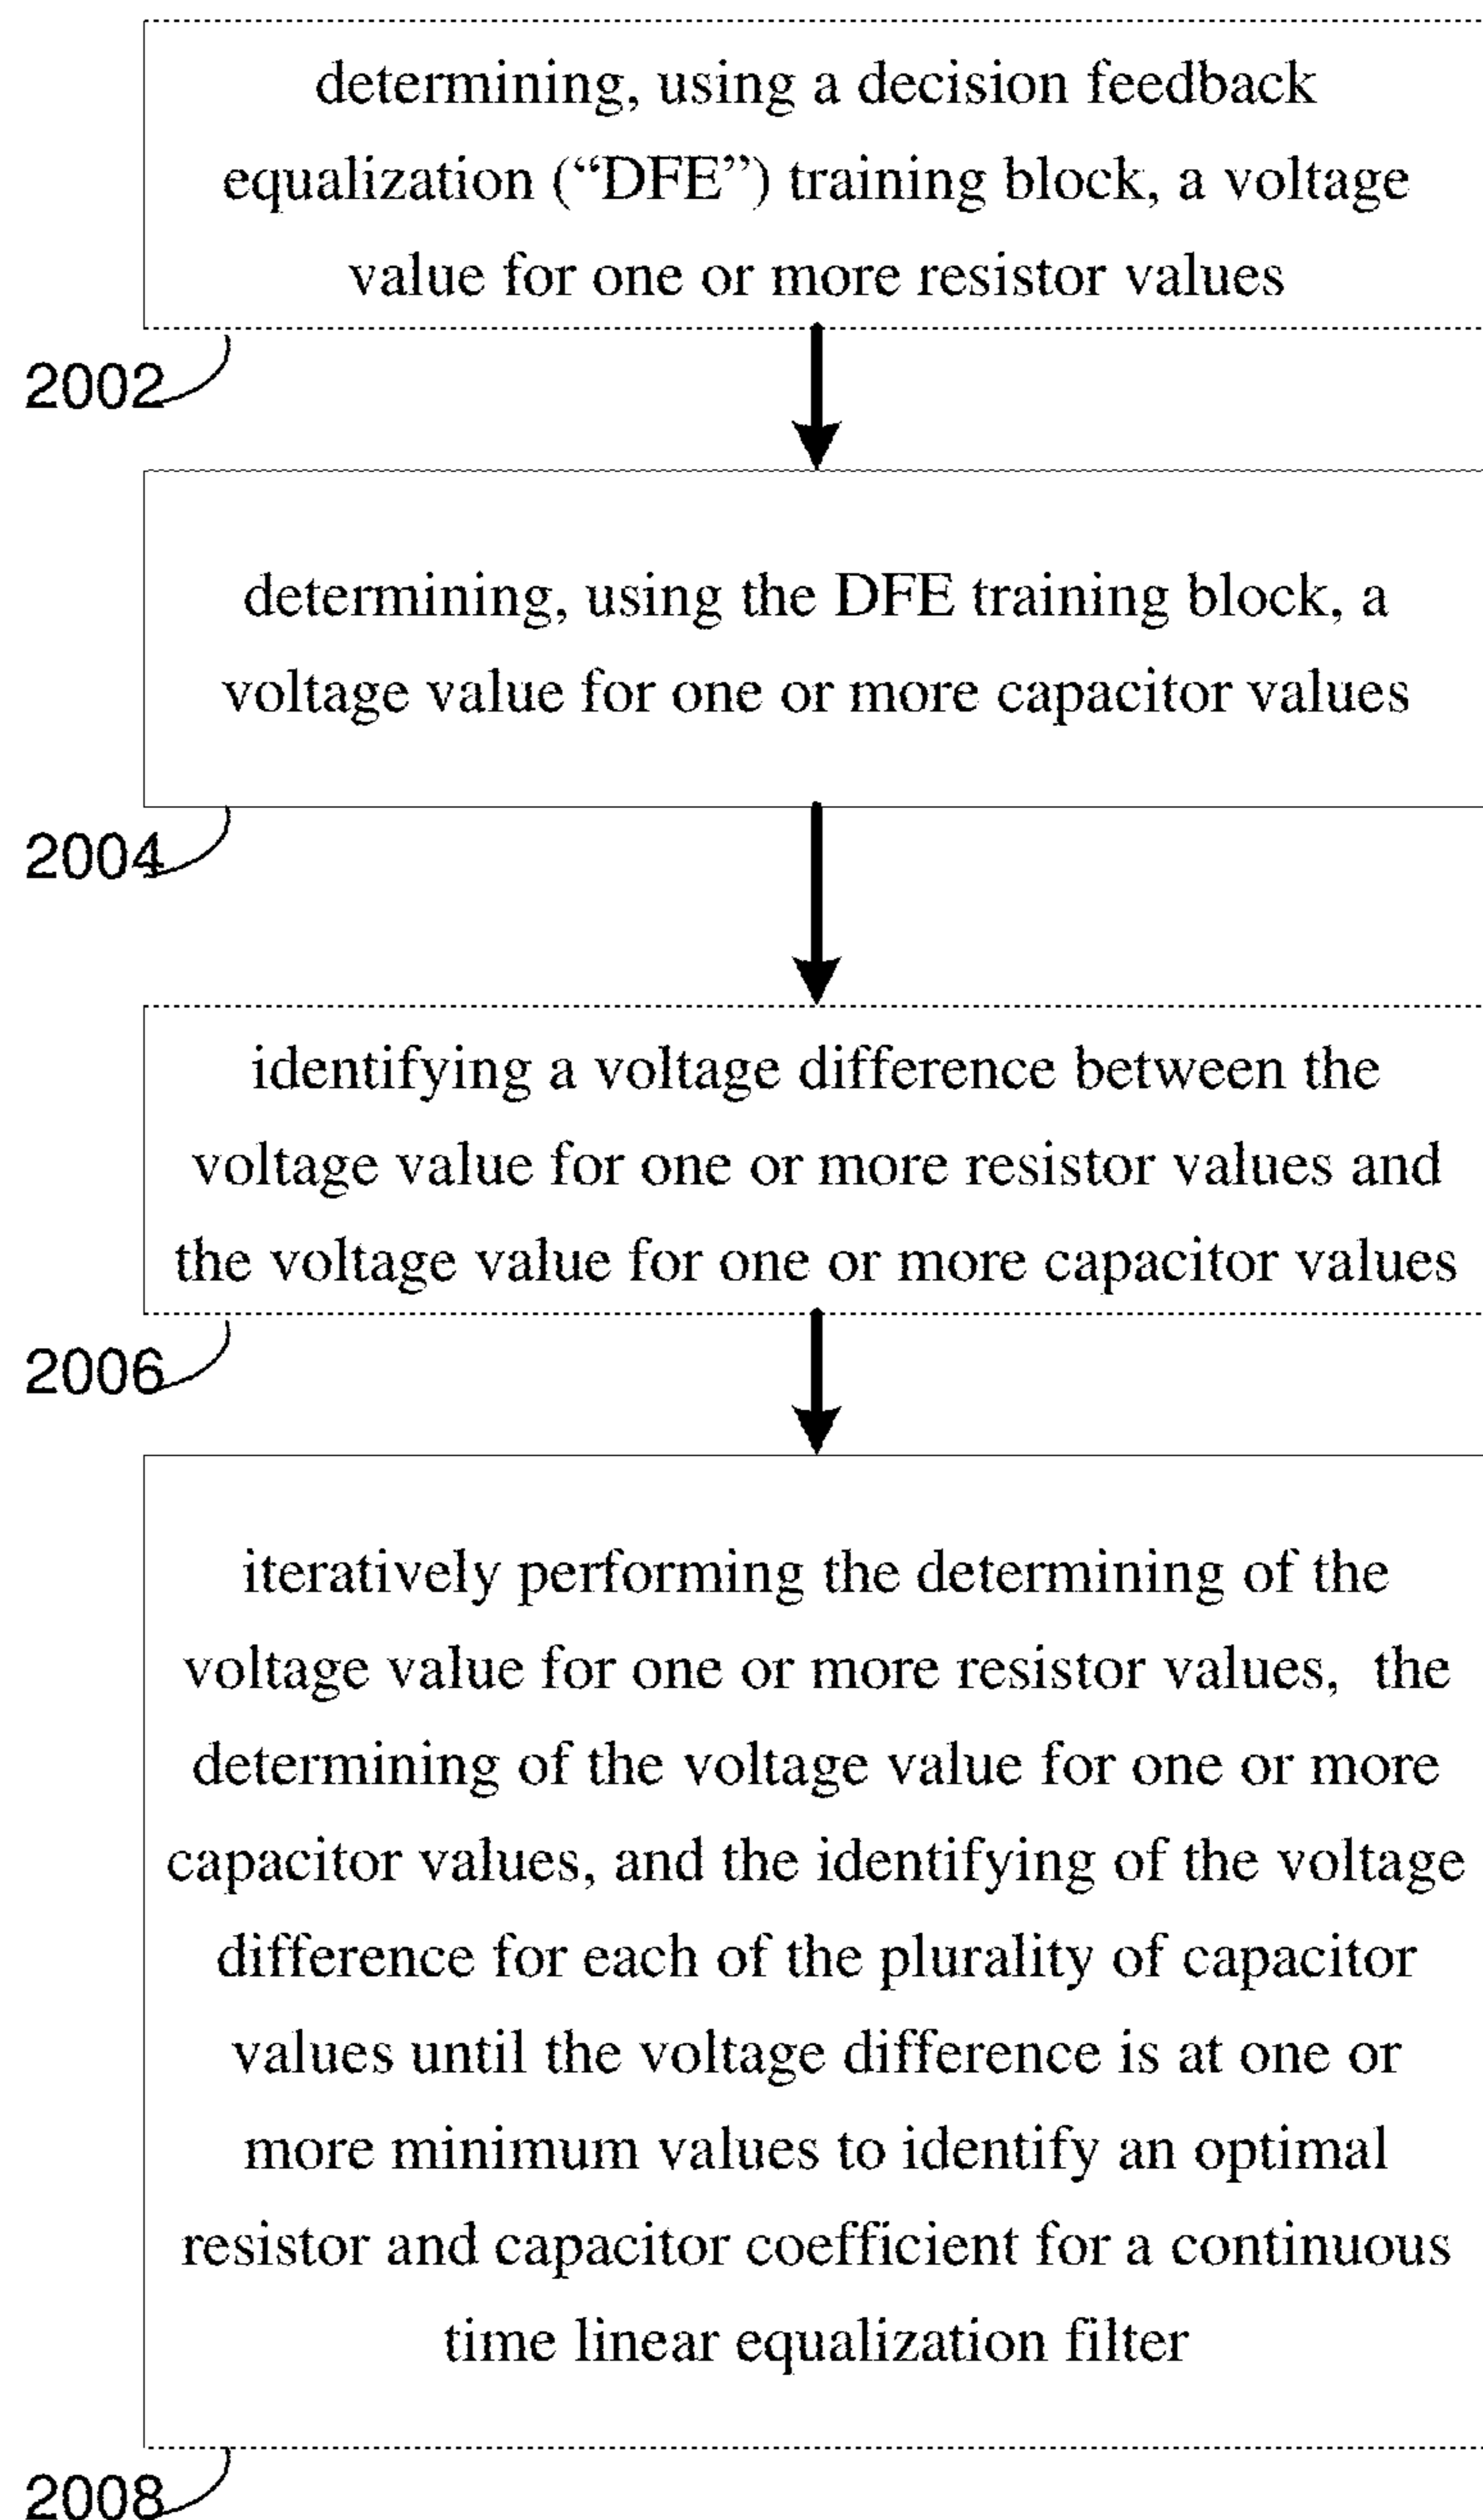 determining, using a decision feedback
equalization (“DFE”) training block, a voltage
value for one or more resistor values
2002
determining, using the DFE training block, a
voltage value for one or more capacitor values
2004
identifying a voltage difference between the
voltage value for one or more resistor values and
the voltage value for one or more capacitor values
2006
iteratively performing the determining of the
voltage value for one or more resistor values, the
determining of the voltage value for one or more
capacitor values, and the identifying of the voltage
difference for each of the plurality of capacitor
values until the voltage difference is at one or
more minimum values to identify an optimal
resistor and capacitor coefficient for a continuous
time linear equalization filter
2008